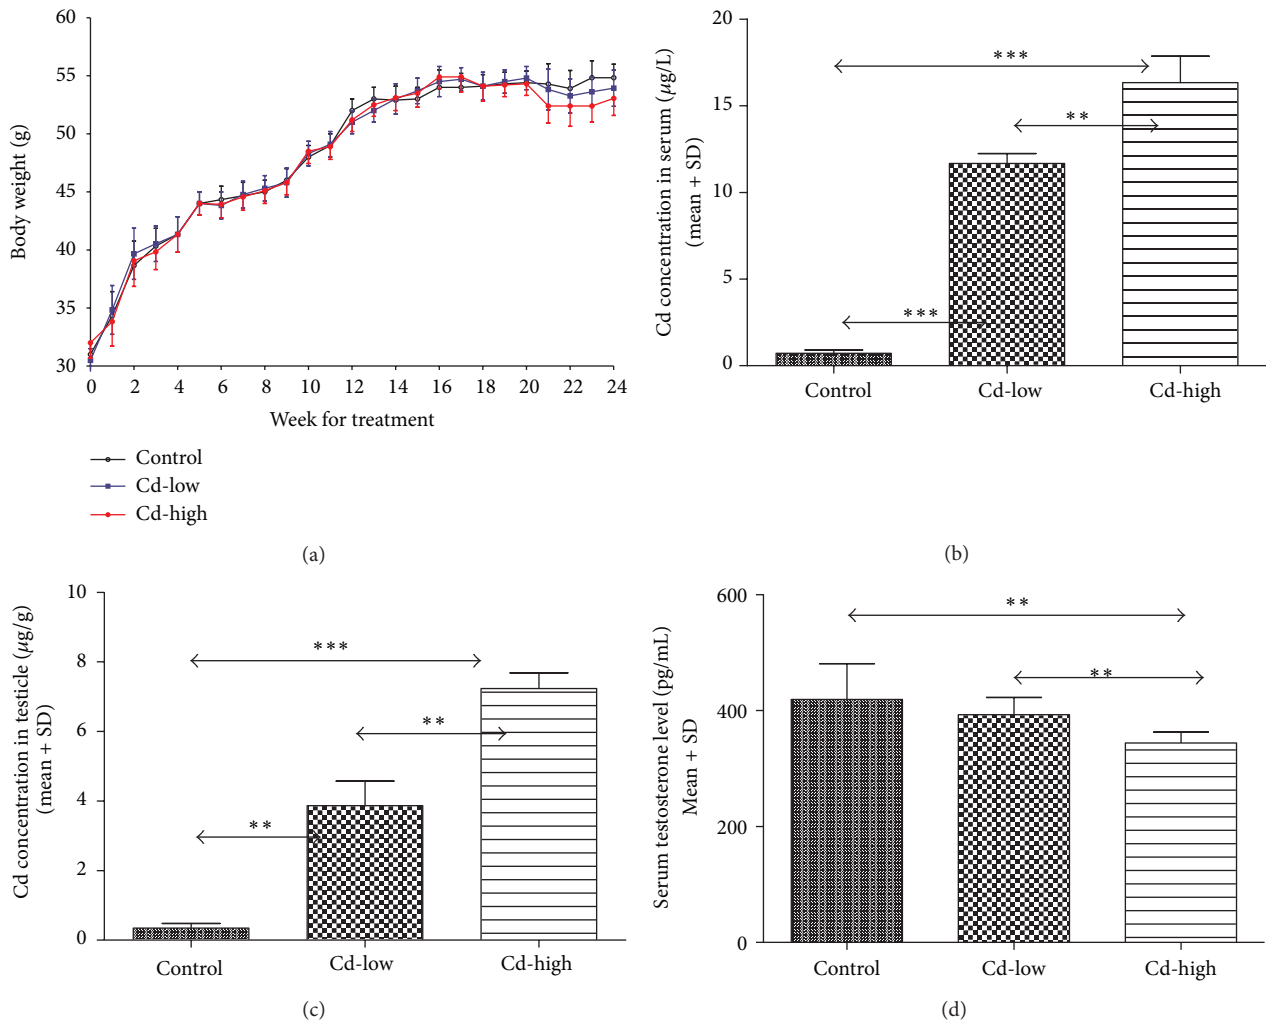 Body weight (g)
60
55
50
45
40
35
30
0 2 4 6 8 10 12 14 16 18 20 22 24
Week for treatment
Control
Cd-low
Cd-high
(a)
Cd concentration in serum (µg/L)
(mean + SD)
20
15
10
5
0
***
**
***
Control Cd-low Cd-high
(b)
Cd concentration in testicle (µg/g)
(mean + SD)
10
8
6
4
2
0
***
**
**
Control Cd-low Cd-high
(c)
Serum testosterone level (pg/mL)
Mean + SD
600
400
200
0
**
**
Control Cd-low Cd-high
(d)